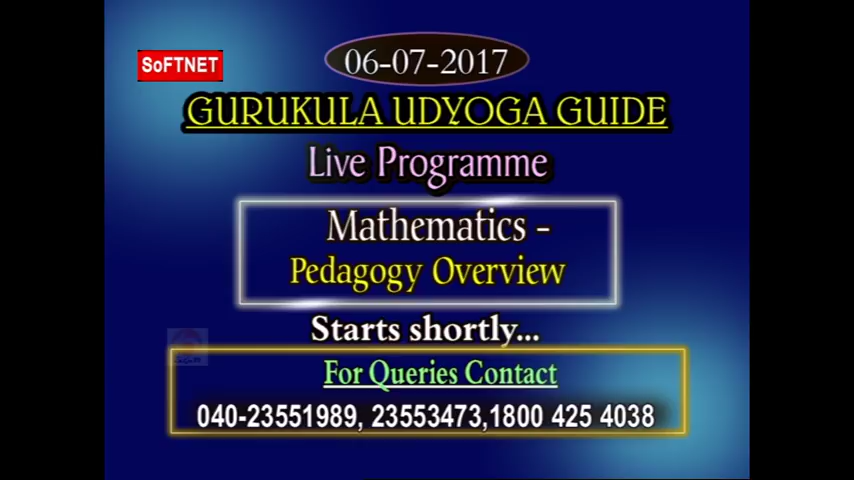 SoFTNET
06-07-2017
GURUKULA UDYOGA GUIDE
Live Programme
Mathematics -
Pedagogy Overview
Starts shortly...
For Queries Contact
040-23551989, 23553473,1800 425 4038